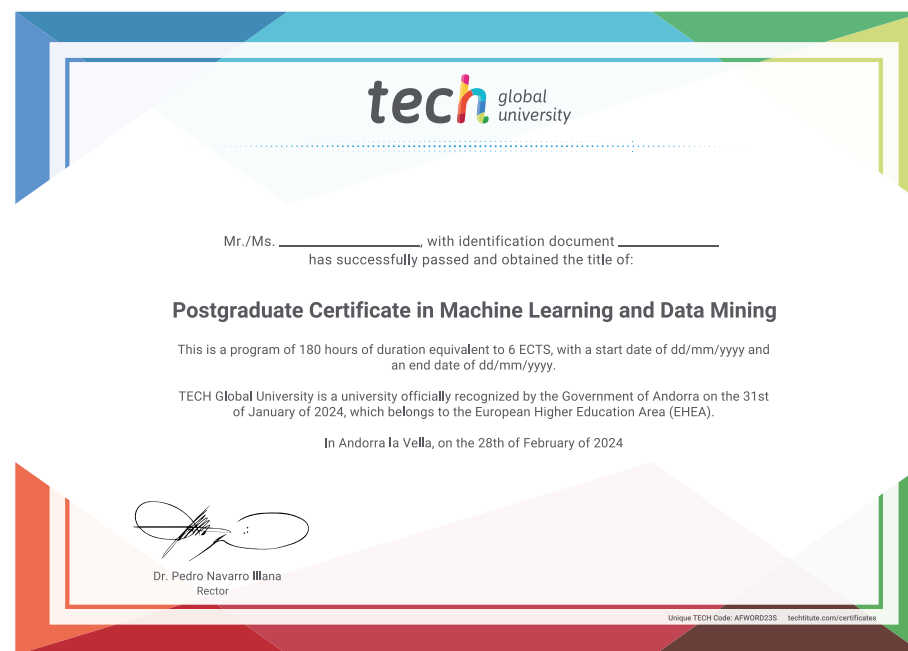 tech global university
Mr./Ms. ____________________, with identification document ______________
has successfully passed and obtained the title of:
Postgraduate Certificate in Machine Learning and Data Mining
This is a program of 180 hours of duration equivalent to 6 ECTS, with a start date of dd/mm/yyyy and
an end date of dd/mm/yyyy.
TECH Global University is a university officially recognized by the Government of Andorra on the 31st
of January of 2024, which belongs to the European Higher Education Area (EHEA).
In Andorra la Vella, on the 28th of February of 2024
Dr. Pedro Navarro Illana
Rector
Unique TECH Code: AFWORD23S techtitute.com/certificates